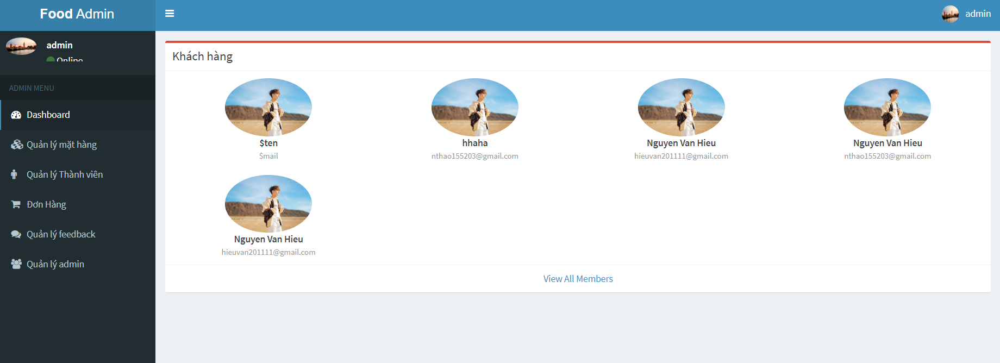 Food Admin
admin
admin
Online
ADMIN MENU
Dashboard
Quản lý mặt hàng
Quản lý Thành viên
Đơn Hàng
Quản lý feedback
Quản lý admin
Khách hàng
$ten
$mail
hhaha
nthao155203@gmail.com
Nguyen Van Hieu
hieuvan201111@gmail.com
Nguyen Van Hieu
nthao155203@gmail.com
Nguyen Van Hieu
hieuvan201111@gmail.com
View All Members